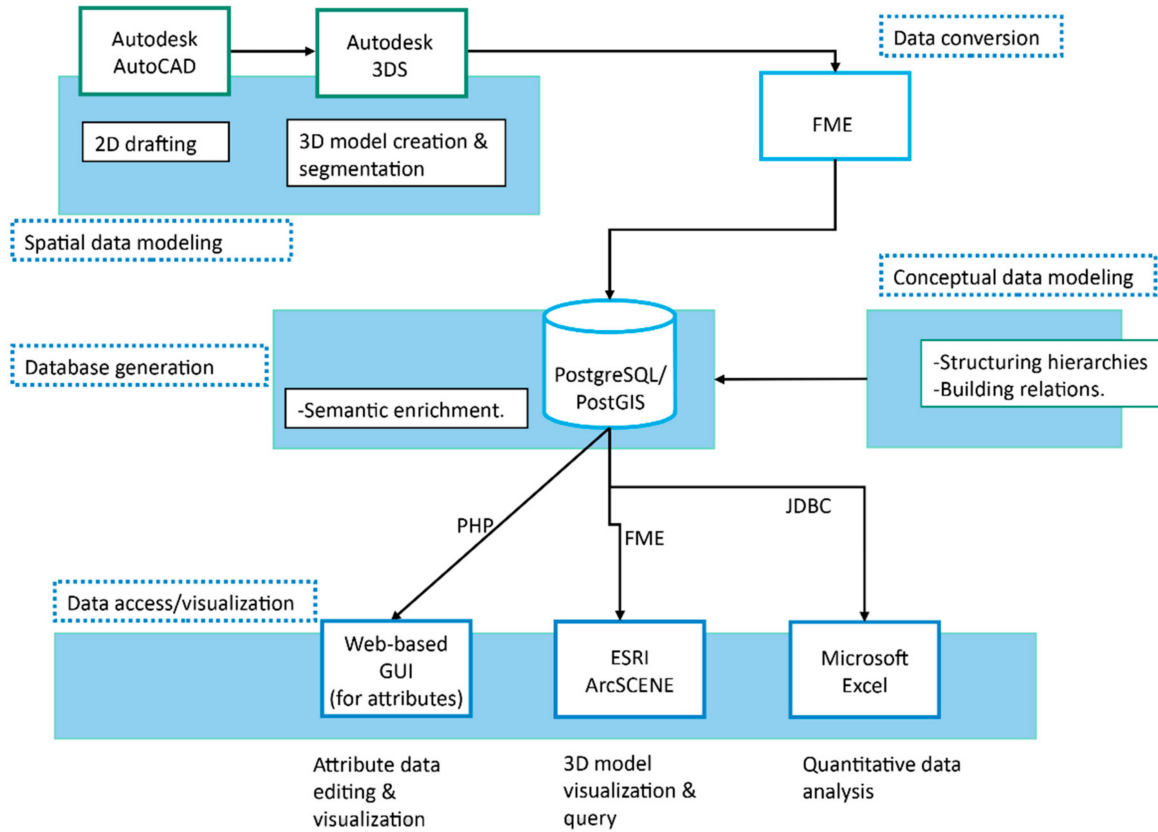 Autodesk
AutoCAD
Autodesk
3DS
Data conversion
FME
2D drafting
3D model creation &
segmentation
Spatial data modeling
Conceptual data modeling
Database generation
PostgreSQL/
PostGIS
-Semantic enrichment.
-Structuring hierarchies
-Building relations.
PHP
FME
JDBC
Data access/visualization
Web-based
GUI
(for attributes)
ESRI
ArcSCENE
Microsoft
Excel
Attribute data
editing &
visualization
3D model
visualization &
query
Quantitative data
analysis